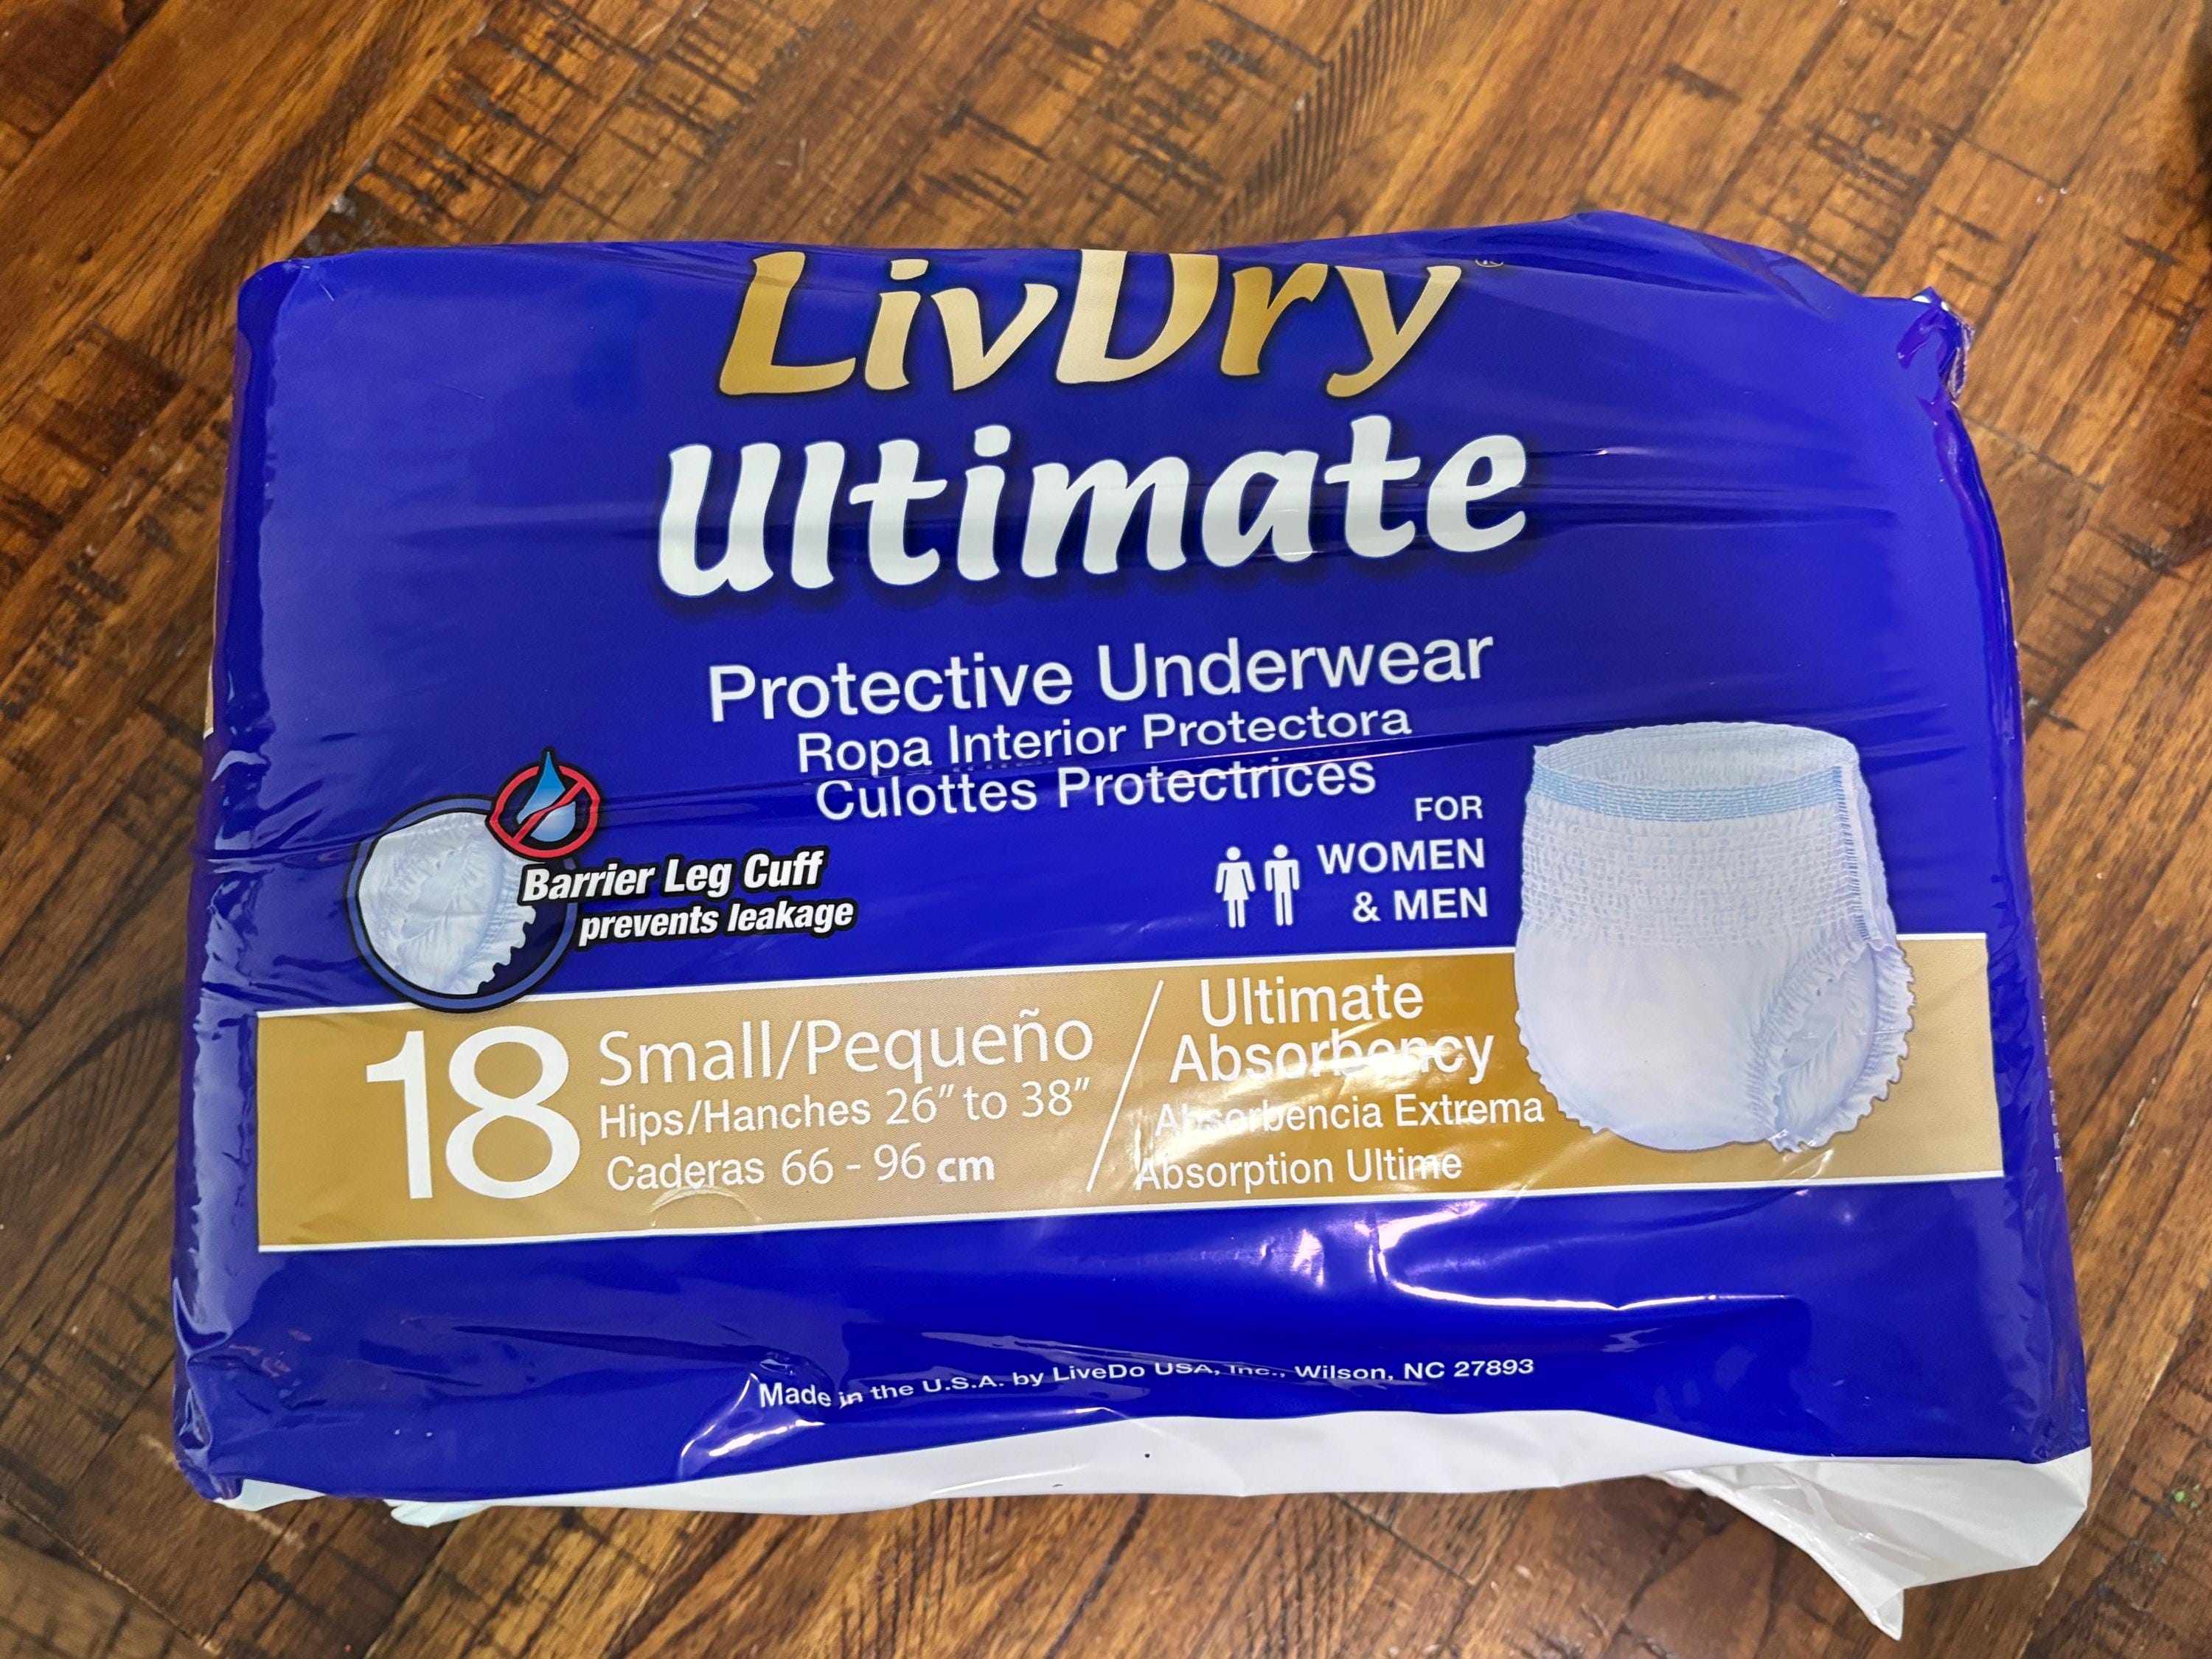 LivDry®
Ultimate
Protective Underwear
Ropa Interior Protectora
Culottes Protectrices
FOR
WOMEN
& MEN
Barrier Leg Cuff
prevents leakage
18
Small/Pequeño
Hips/Hanches 26" to 38"
Caderas 66 - 96 cm
Ultimate
Absorbency
Absorbencia Extrema
Absorption Ultime
Made in the U.S.A. by LiveDo USA, Inc., Wilson, NC 27893